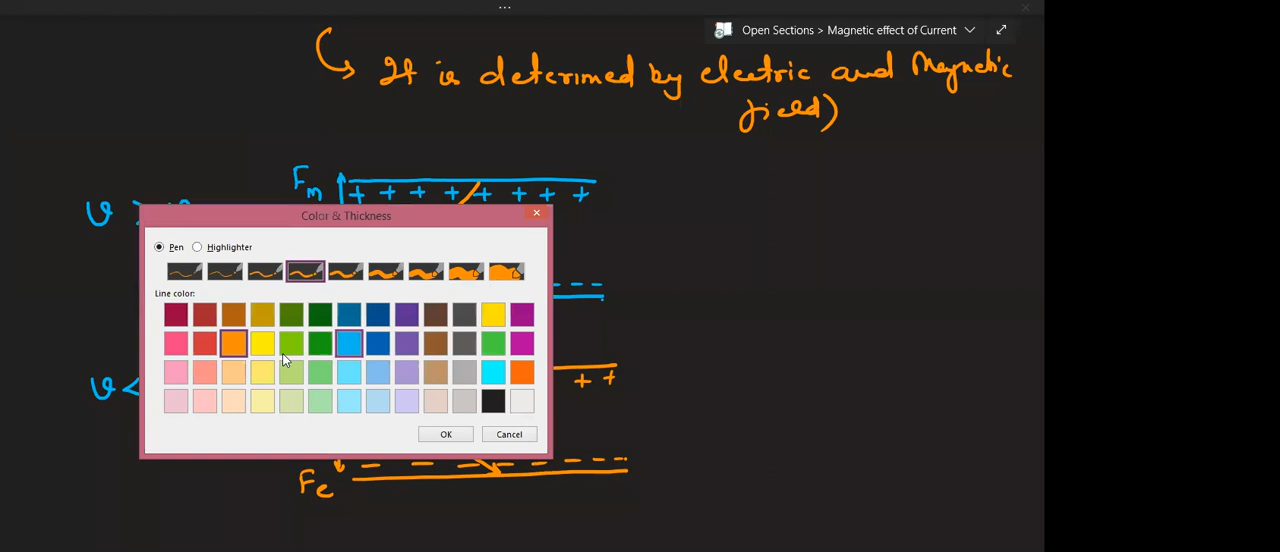 ...
Open Sections > Magnetic effect of Current
It is determined by electric and Magnetic
field)
Fm
+ + + + + + + +
v >
Color & Thickness
Pen Highlighter
Line color:
- - -
+ +
v <
OK Cancel
- - - - - - - -
Fe